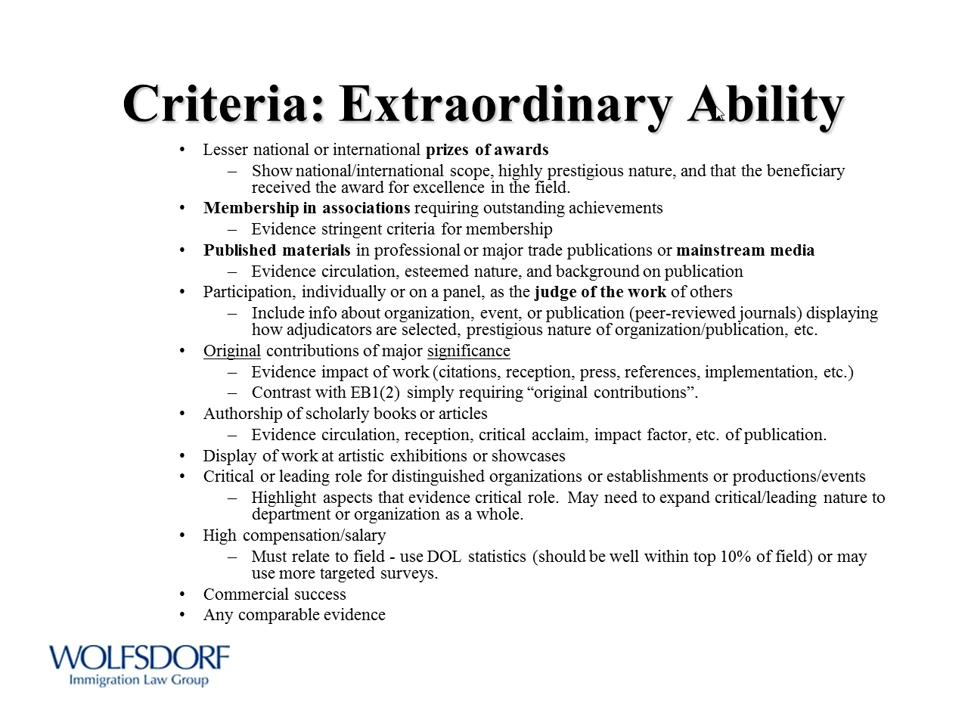 Criteria: Extraordinary Ability
• Lesser national or international prizes of awards
– Show national/international scope, highly prestigious nature, and that the beneficiary
received the award for excellence in the field.
• Membership in associations requiring outstanding achievements
– Evidence stringent criteria for membership
• Published materials in professional or major trade publications or mainstream media
– Evidence circulation, esteemed nature, and background on publication
• Participation, individually or on a panel, as the judge of the work of others
– Include info about organization, event, or publication (peer-reviewed journals) displaying
how adjudicators are selected, prestigious nature of organization/publication, etc.
• Original contributions of major significance
– Evidence impact of work (citations, reception, press, references, implementation, etc.)
– Contrast with EB1(2) simply requiring “original contributions”.
• Authorship of scholarly books or articles
– Evidence circulation, reception, critical acclaim, impact factor, etc. of publication.
• Display of work at artistic exhibitions or showcases
• Critical or leading role for distinguished organizations or establishments or productions/events
– Highlight aspects that evidence critical role. May need to expand critical/leading nature to
department or organization as a whole.
• High compensation/salary
– Must relate to field - use DOL statistics (should be well within top 10% of field) or may
use more targeted surveys.
• Commercial success
• Any comparable evidence
WOLFSDORF
Immigration Law Group